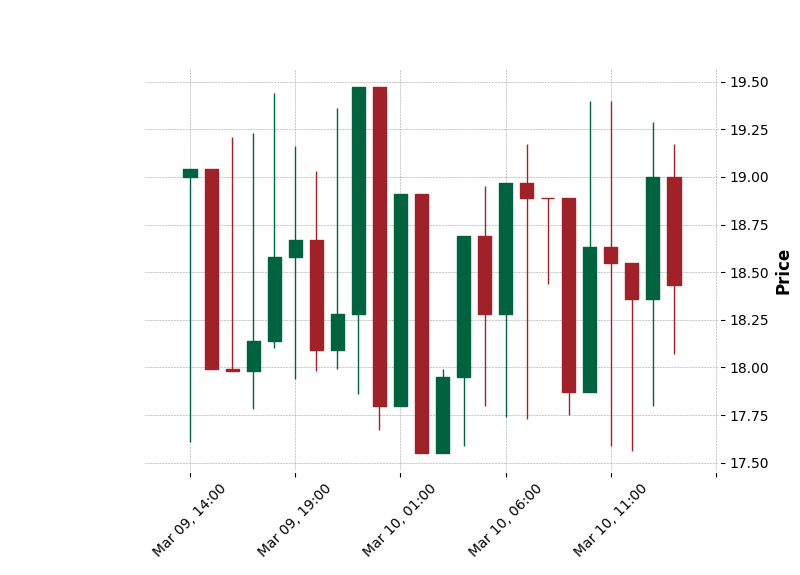 19.50
19.25
19.00
18.75
18.50
18.25
18.00
17.75
17.50
Price
Mar 09, 14:00
Mar 09, 19:00
Mar 10, 01:00
Mar 10, 06:00
Mar 10, 11:00